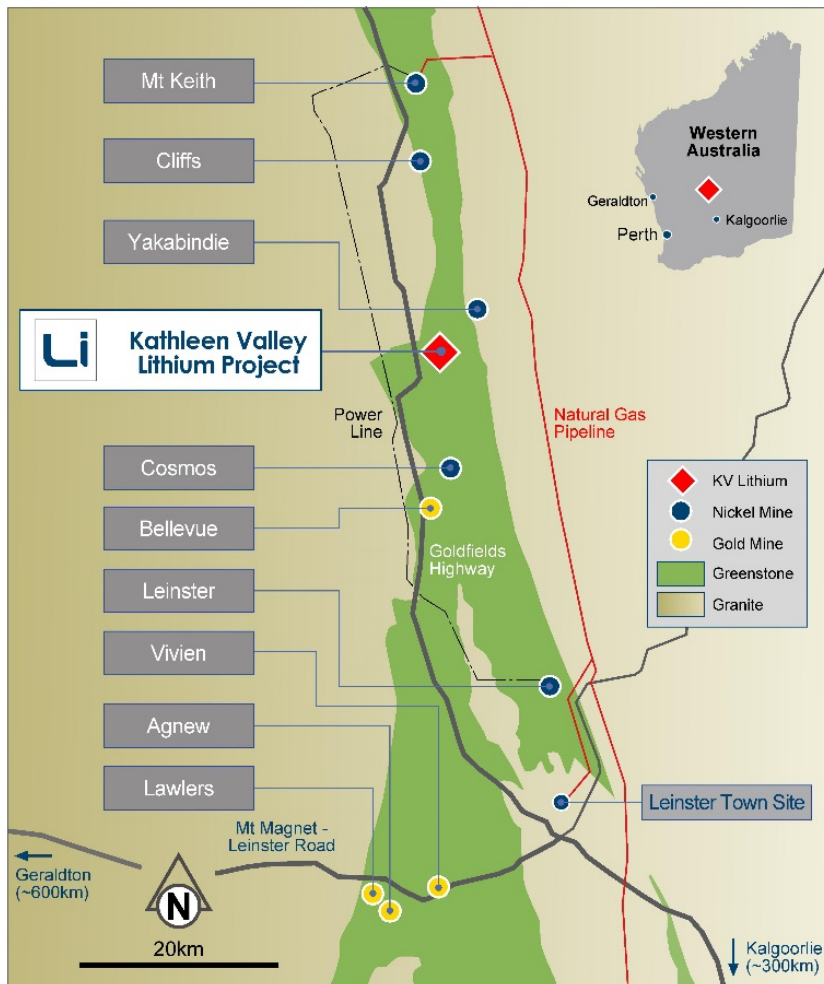 Mt Keith
Cliffs
Yakabindie
Li
Kathleen Valley
Lithium Project
Cosmos
Bellevue
Leinster
Vivien
Agnew
Lawlers
Western
Australia
Geraldton
Kalgoorlie
Perth
Power
Line
Natural Gas
Pipeline
Goldfields
Highway
KV Lithium
Nickel Mine
Gold Mine
Greenstone
Granite
Leinster Town Site
Mt Magnet -
Leinster Road
Geraldton
(~600km)
N
20km
Kalgoorlie
(~300km)